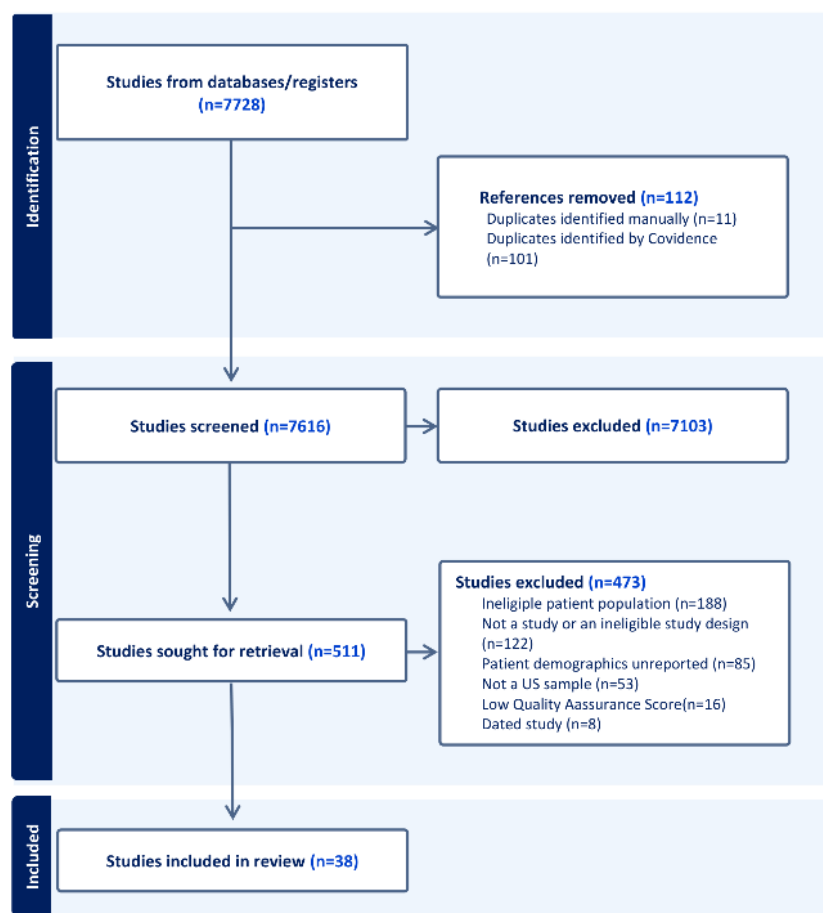 Identification
Studies from databases/registers
(n=7728)
References removed (n=112)
Duplicates identified manually (n=11)
Duplicates identified by Covidence
(n=101)
Screening
Studies screened (n=7616)
Studies excluded (n=7103)
Studies sought for retrieval (n=511)
Studies excluded (n=473)
Ineligiple patient population (n=188)
Not a study or an ineligible study design
(n=122)
Patient demographics unreported (n=85)
Not a US sample (n=53)
Low Quality Aassurance Score(n=16)
Dated study (n=8)
Included
Studies included in review (n=38)